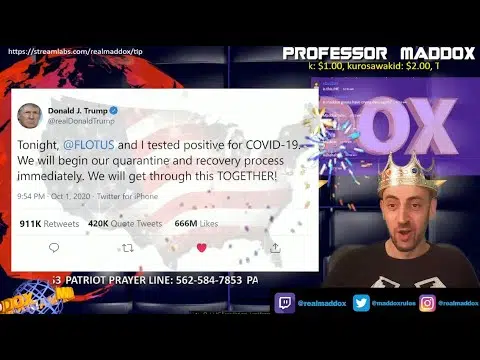 https://streamlabs.com/realmaddox/tip
PROFESSOR MADDOX
k: $1.00, kurosawakid: $2.00, T
Donald J. Trump
@realDonaldTrump
Tonight, @FLOTUS and I tested positive for COVID-19.
We will begin our quarantine and recovery process
immediately. We will get through this TOGETHER!
9:54 PM · Oct 1, 2020 · Twitter for iPhone
911K Retweets 420K Quote Tweets 666M Likes
OX
53 PATRIOT PRAYER LINE: 562-584-7853 PA
@realmaddox @maddoxrules @realmaddox